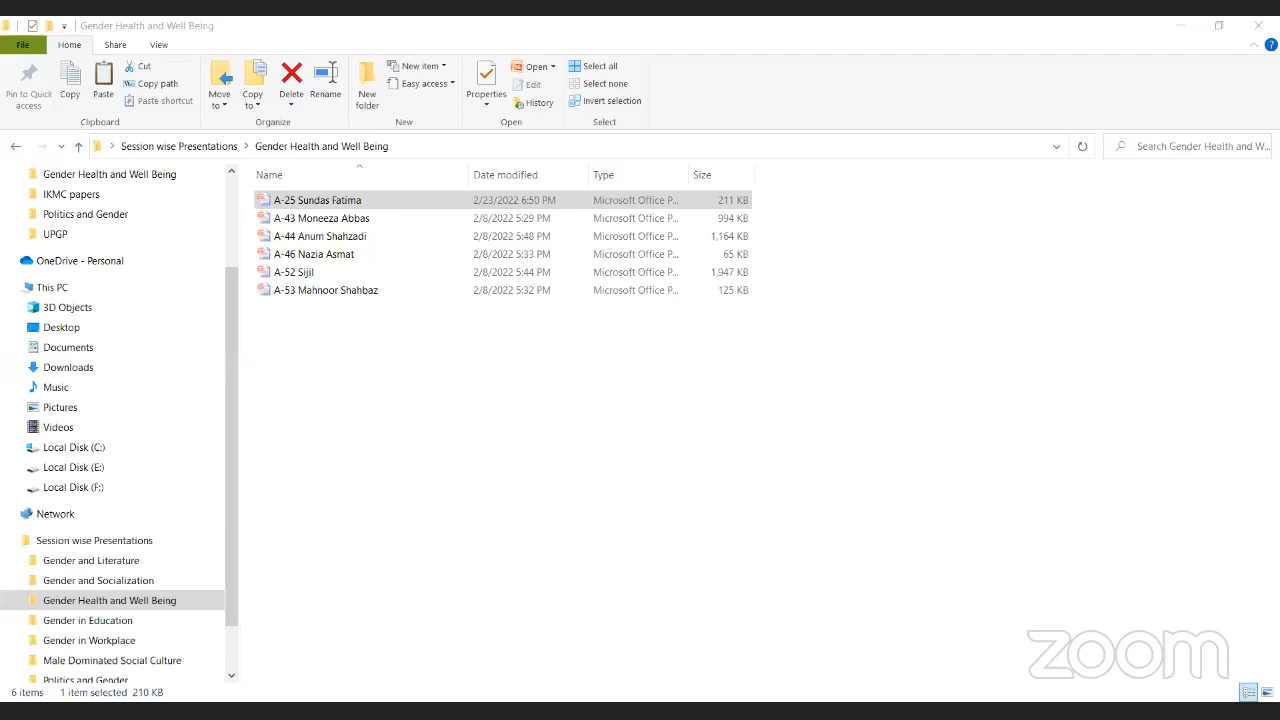 Gender Health and Well Being
File Home Share View
Pin to Quick access
Copy
Paste
Cut
Copy path
Paste shortcut
Clipboard
Move to
Copy to
Delete
Rename
Organize
New folder
New item
Easy access
New
Properties
Open
Edit
History
Open
Select all
Select none
Invert selection
Select
Session wise Presentations > Gender Health and Well Being
Search Gender Health and W...
Gender Health and Well Being
IKMC papers
Politics and Gender
UPGP
OneDrive - Personal
This PC
3D Objects
Desktop
Documents
Downloads
Music
Pictures
Videos
Local Disk (C:)
Local Disk (E:)
Local Disk (F:)
Network
Session wise Presentations
Gender and Literature
Gender and Socialization
Gender Health and Well Being
Gender in Education
Gender in Workplace
Male Dominated Social Culture
Politics and Gender
Name Date modified Type Size
A-25 Sundas Fatima 2/23/2022 6:50 PM Microsoft Office P... 211 KB
A-43 Moneeza Abbas 2/8/2022 5:29 PM Microsoft Office P... 994 KB
A-44 Anum Shahzadi 2/8/2022 5:48 PM Microsoft Office P... 1,164 KB
A-46 Nazia Asmat 2/8/2022 5:33 PM Microsoft Office P... 65 KB
A-52 Sijil 2/8/2022 5:44 PM Microsoft Office P... 1,947 KB
A-53 Mahnoor Shahbaz 2/8/2022 5:32 PM Microsoft Office P... 125 KB
zoom
6 items 1 item selected 210 KB